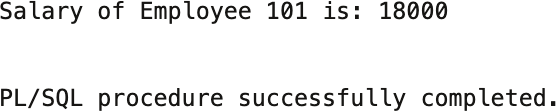 Salary of Employee 101 is: 18000
PL/SQL procedure successfully completed.